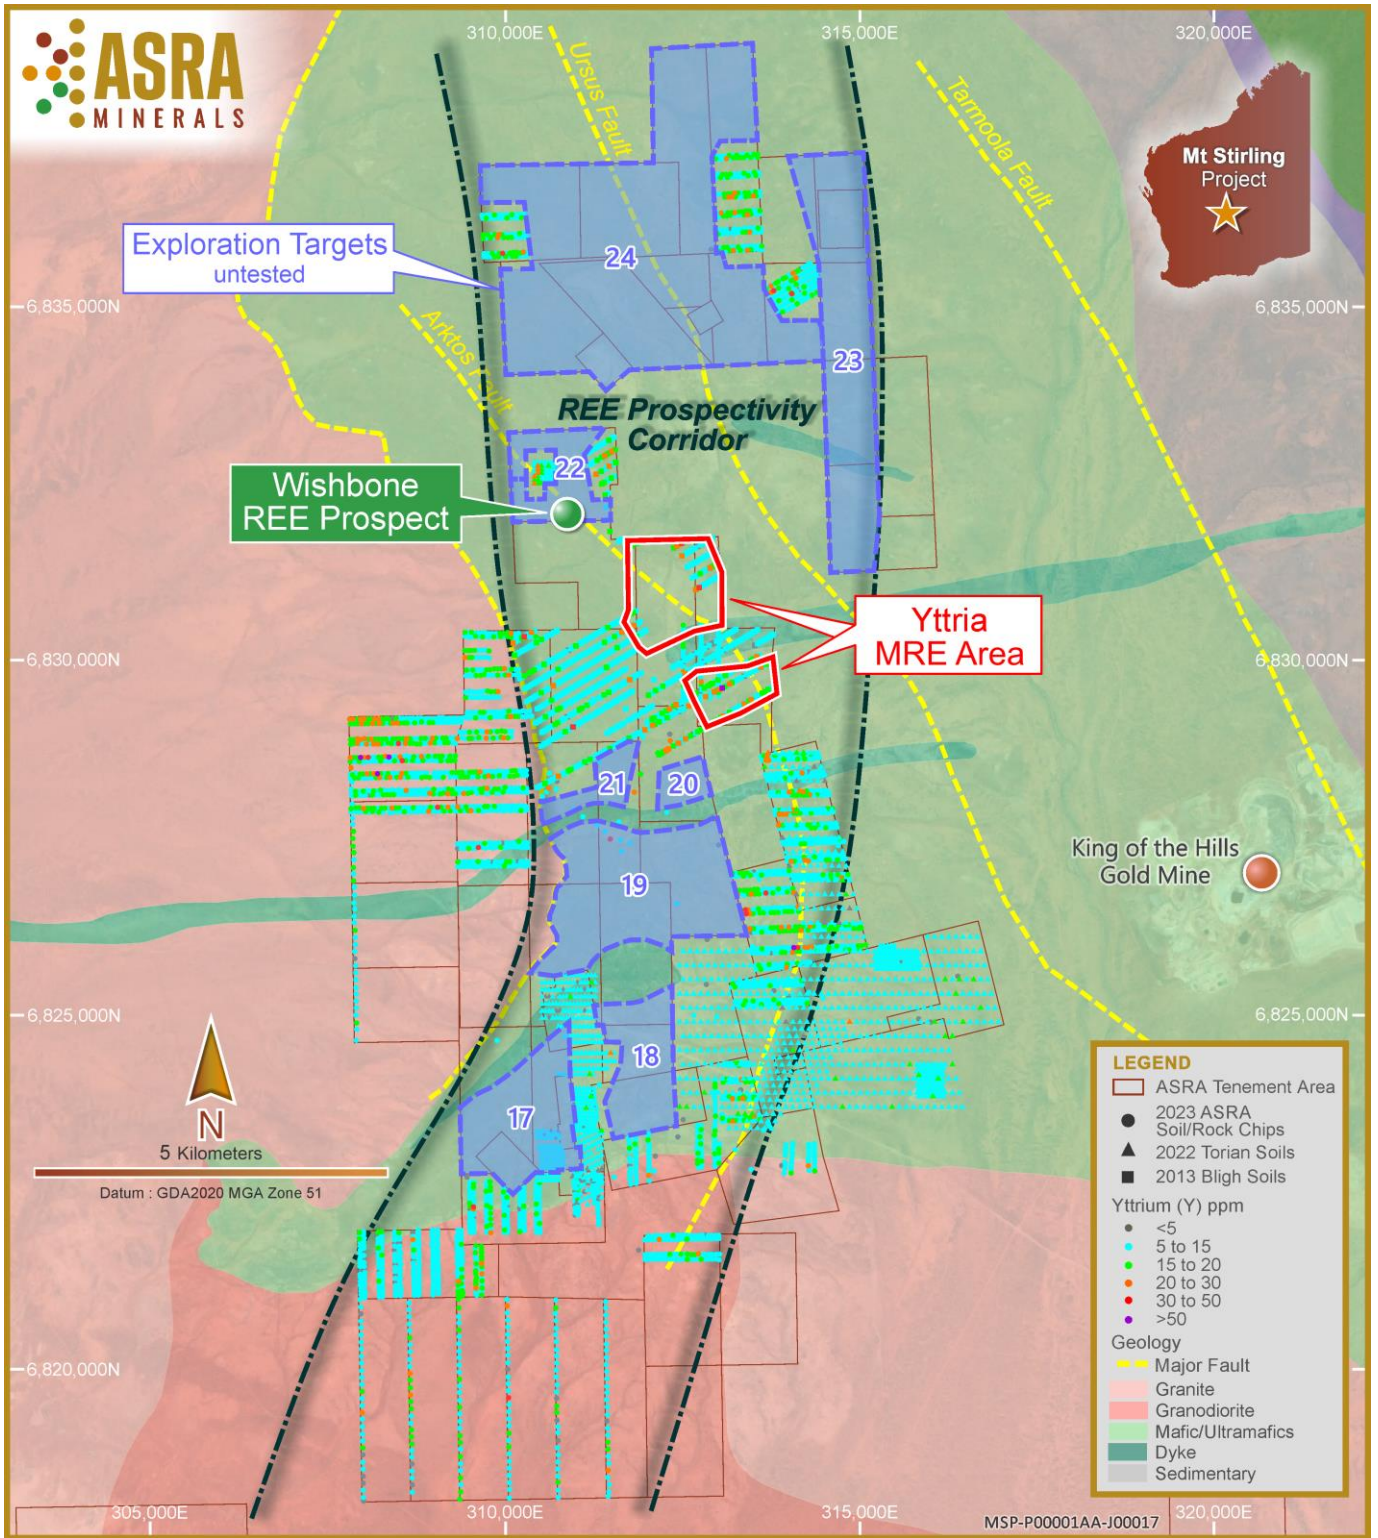 ASRA
MINERALS
310,000E
315,000E
320,000E
Ursus Fault
Tarmoola Fault
Mt Stirling
Project
Exploration Targets
untested
24
6,835,000N
6,835,000N
Arktos Fault
23
REE Prospectivity
Corridor
22
Wishbone
REE Prospect
Yttria
MRE Area
6,830,000N
6,830,000N
21
20
King of the Hills
Gold Mine
19
6,825,000N
6,825,000N
18
17
N
5 Kilometers
Datum : GDA2020 MGA Zone 51
LEGEND
ASRA Tenement Area
2023 ASRA
Soil/Rock Chips
2022 Torian Soils
2013 Bligh Soils
Yttrium (Y) ppm
<5
5 to 15
15 to 20
20 to 30
30 to 50
>50
Geology
Major Fault
Granite
Granodiorite
Mafic/Ultramafics
Dyke
Sedimentary
6,820,000N
305,000E
310,000E
315,000E
320,000E
MSP-P00001AA-J00017